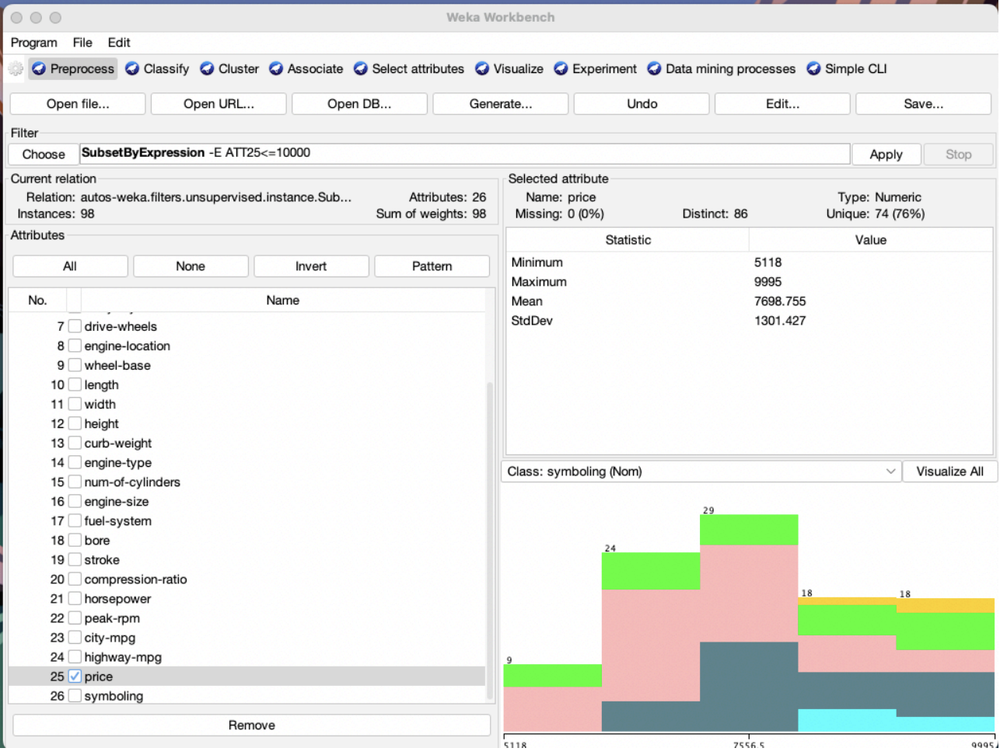 Weka Workbench
Program File Edit
Preprocess Classify Cluster Associate Select attributes Visualize Experiment Data mining processes Simple CLI
Open file... Open URL... Open DB... Generate... Undo Edit... Save...
Filter
Choose SubsetByExpression -E ATT25<=10000 Apply Stop
Current relation
Relation: autos-weka.filters.unsupervised.instance.Sub... Attributes: 26
Instances: 98 Sum of weights: 98
Attributes
All None Invert Pattern
No. Name
7 drive-wheels
8 engine-location
9 wheel-base
10 length
11 width
12 height
13 curb-weight
14 engine-type
15 num-of-cylinders
16 engine-size
17 fuel-system
18 bore
19 stroke
20 compression-ratio
21 horsepower
22 peak-rpm
23 city-mpg
24 highway-mpg
25 price
26 symboling
Remove
Selected attribute
Name: price Type: Numeric
Missing: 0 (0%) Distinct: 86 Unique: 74 (76%)
Statistic Value
Minimum 5118
Maximum 9995
Mean 7698.755
StdDev 1301.427
Class: symboling (Nom) Visualize All
29
24
18 18
9
5118 7556.5 9995